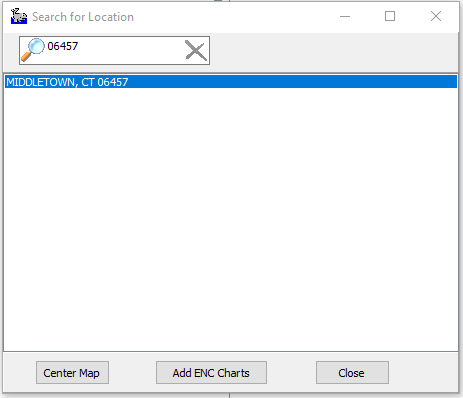 Search for Location
06457
MIDDLETOWN, CT 06457
Center Map
Add ENC Charts
Close